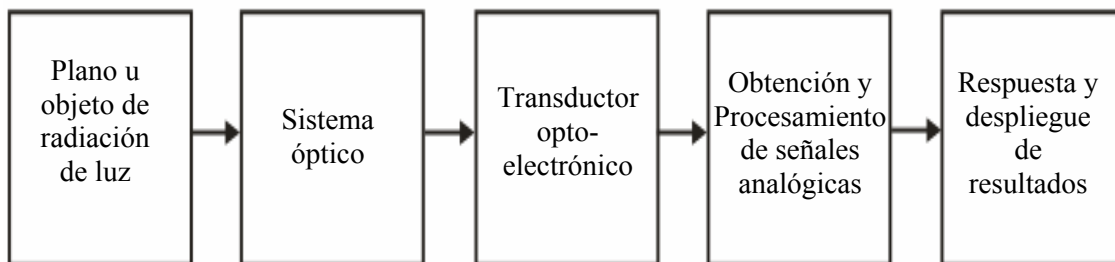 Plano u
objeto de
radiación
de luz
Sistema
óptico
Transductor
opto-
electrónico
Obtención y
Procesamiento
de señales
analógicas
Respuesta y
despliegue
de
resultados